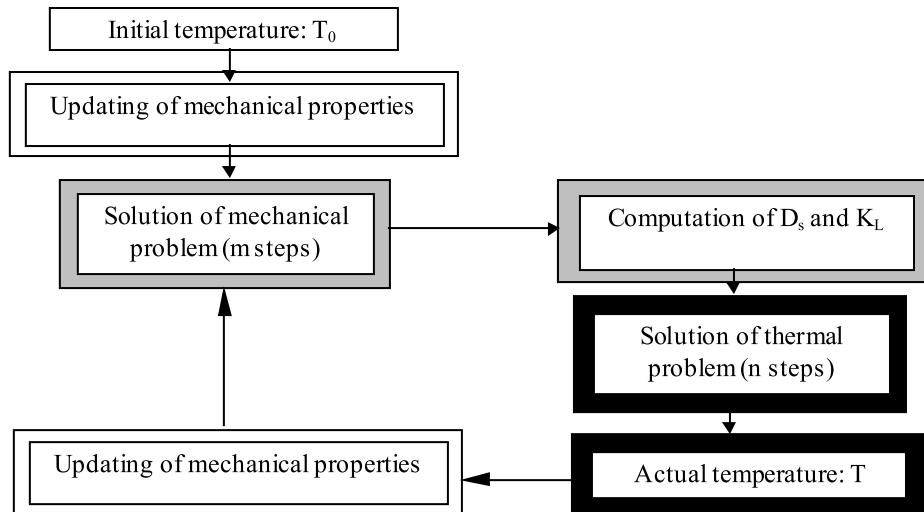 Initial temperature: T₀
Updating of mechanical properties
Solution of mechanical
problem (m steps)
Computation of Dₛ and K_L
Solution of thermal
problem (n steps)
Actual temperature: T
Updating of mechanical properties